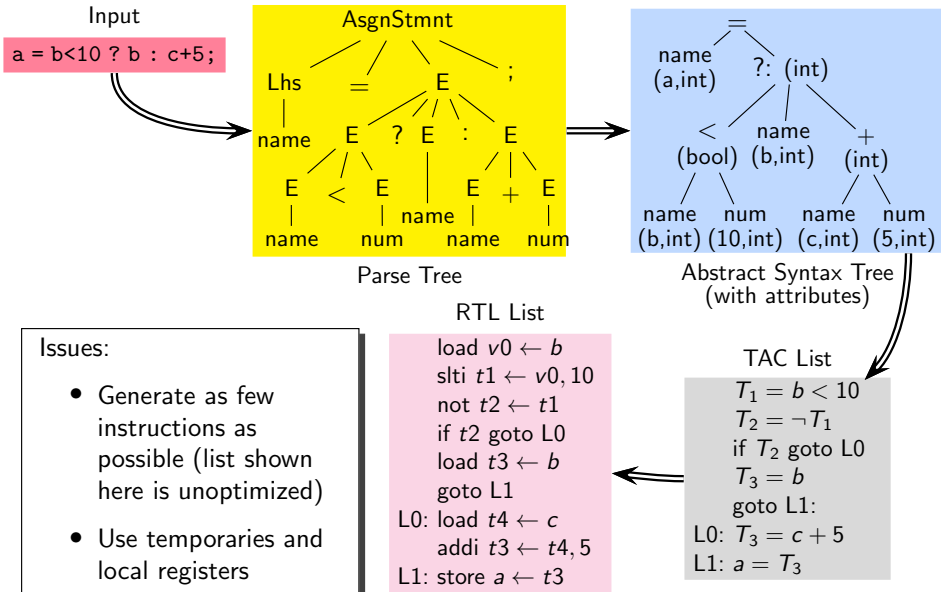 Input
a = b<10 ? b : c+5;
AsgnStmnt
Lhs = E ;
name E ? E : E
E < E name E + E
name num name num
Parse Tree
=
name ?: (int)
(a,int)
< name +
(bool) (b,int) (int)
name num name num
(b,int) (10,int) (c,int) (5,int)
Abstract Syntax Tree
(with attributes)
Issues:
• Generate as few
instructions as
possible (list shown
here is unoptimized)
• Use temporaries and
local registers
RTL List
load v0 ← b
slti t1 ← v0, 10
not t2 ← t1
if t2 goto L0
load t3 ← b
goto L1
L0: load t4 ← c
addi t3 ← t4, 5
L1: store a ← t3
TAC List
T₁ = b < 10
T₂ = ¬T₁
if T₂ goto L0
T₃ = b
goto L1:
L0: T₃ = c + 5
L1: a = T₃